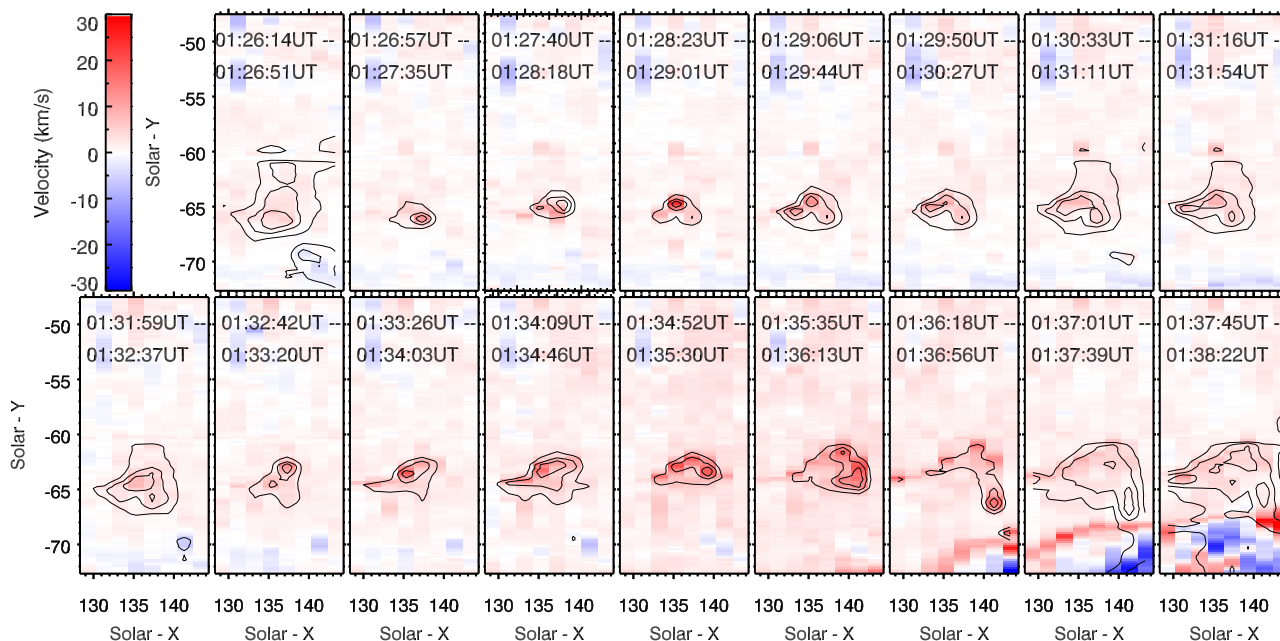 30
20
10
0
-10
-20
-30
Velocity (km/s)
Solar - Y
-50
-55
-60
-65
-70
01:26:14UT --
01:26:51UT
01:26:57UT --
01:27:35UT
01:27:40UT --
01:28:18UT
01:28:23UT --
01:29:01UT
01:29:06UT --
01:29:44UT
01:29:50UT --
01:30:27UT
01:30:33UT --
01:31:11UT
01:31:16UT --
01:31:54UT
Solar - Y
-50
-55
-60
-65
-70
01:31:59UT --
01:32:37UT
01:32:42UT --
01:33:20UT
01:33:26UT --
01:34:03UT
01:34:09UT --
01:34:46UT
01:34:52UT --
01:35:30UT
01:35:35UT --
01:36:13UT
01:36:18UT --
01:36:56UT
01:37:01UT --
01:37:39UT
01:37:45UT --
01:38:22UT
130 135 140 130 135 140 130 135 140 130 135 140 130 135 140 130 135 140 130 135 140 130 135 140 130 135 140
Solar - X Solar - X Solar - X Solar - X Solar - X Solar - X Solar - X Solar - X Solar - X